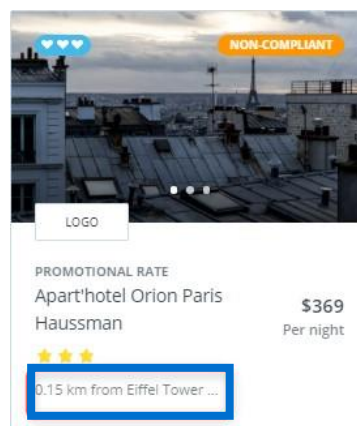 NON-COMPLIANT
LOGO
PROMOTIONAL RATE
Apart'hotel Orion Paris
Haussman
$369
Per night
0.15 km from Eiffel Tower ...